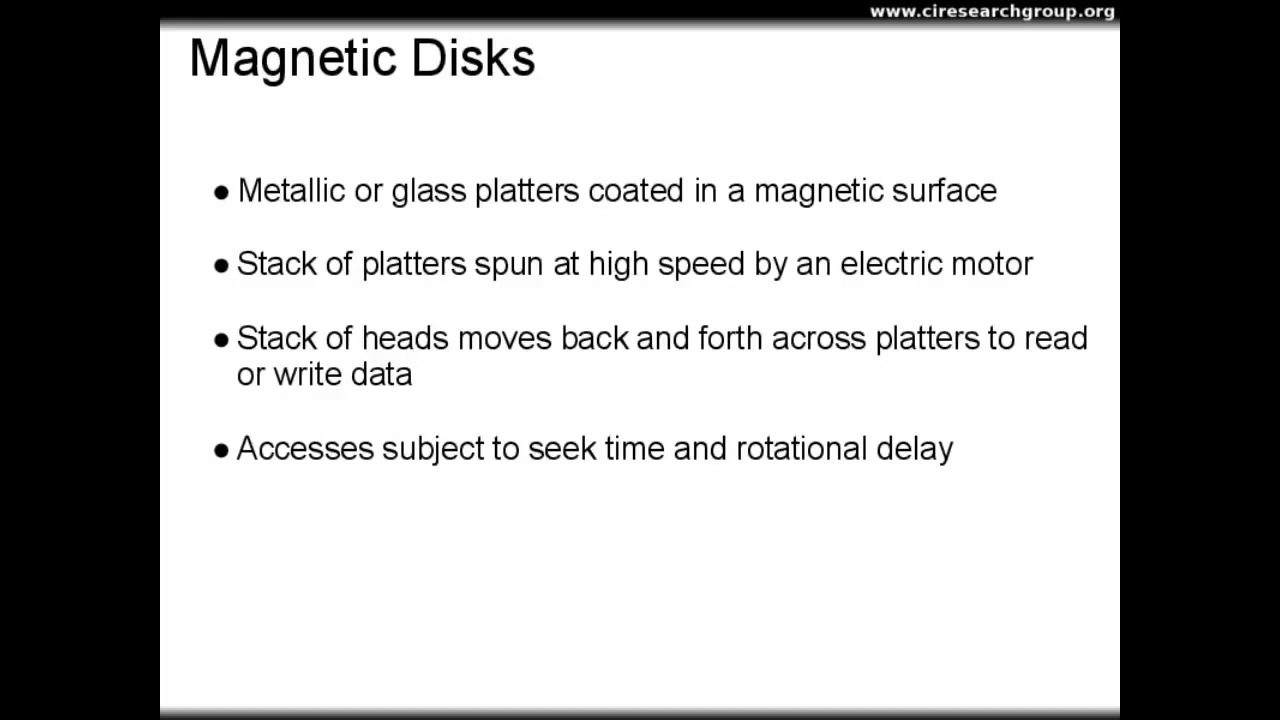 www.ciresearchgroup.org
Magnetic Disks
● Metallic or glass platters coated in a magnetic surface
● Stack of platters spun at high speed by an electric motor
● Stack of heads moves back and forth across platters to read
or write data
● Accesses subject to seek time and rotational delay